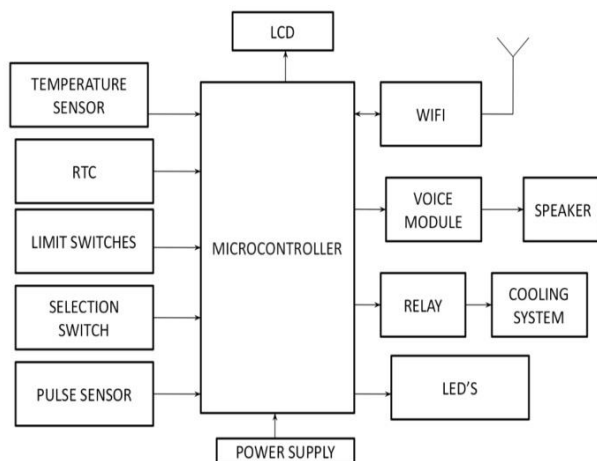 LCD
TEMPERATURE
SENSOR
RTC
LIMIT SWITCHES
SELECTION
SWITCH
PULSE SENSOR
MICROCONTROLLER
WIFI
VOICE
MODULE
SPEAKER
RELAY
COOLING
SYSTEM
LED'S
POWER SUPPLY